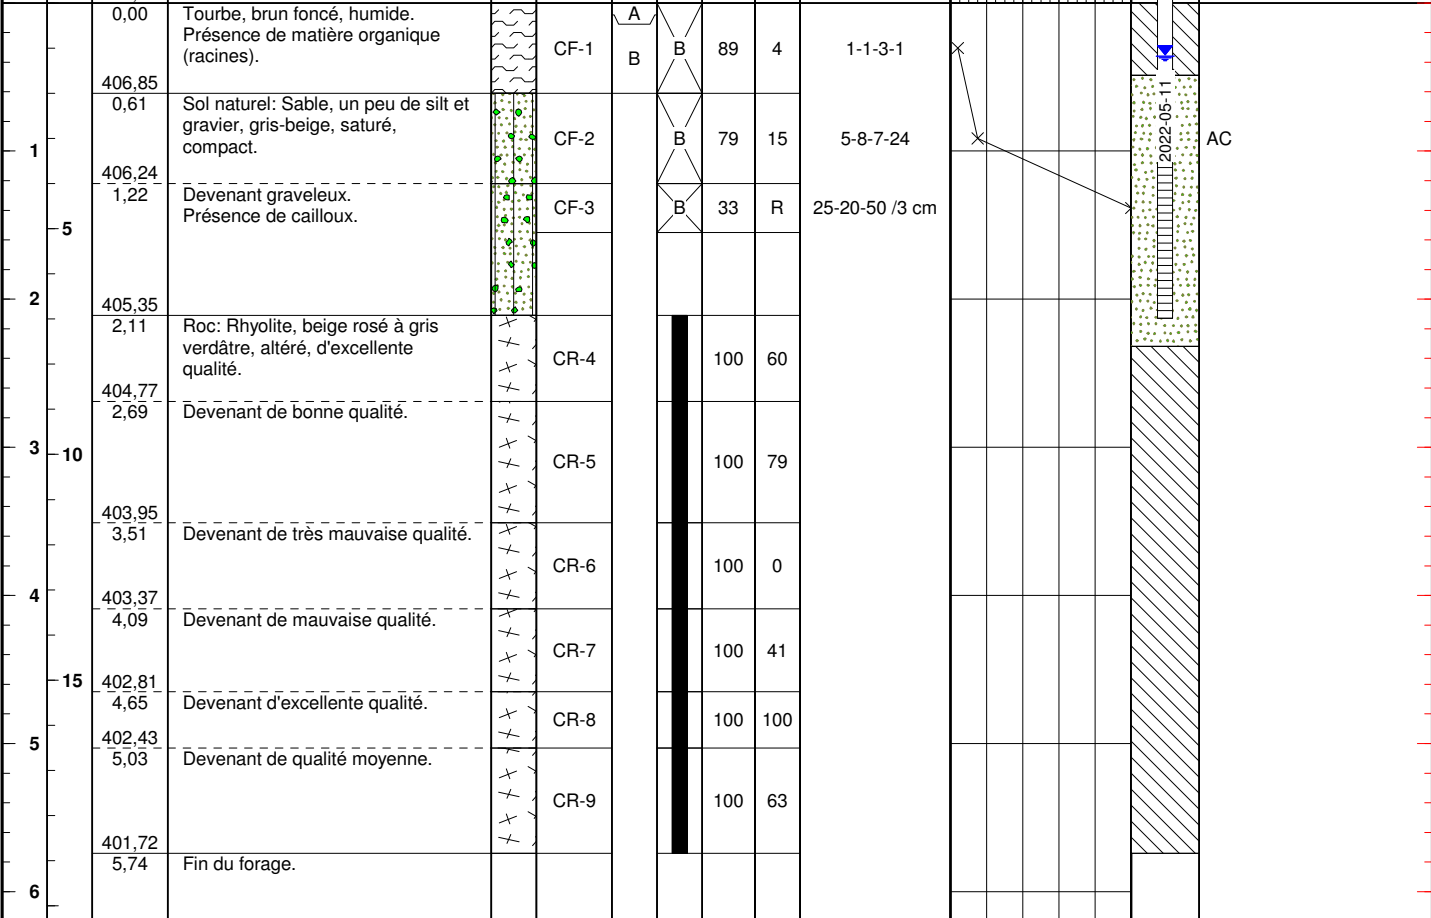 0,00 Tourbe, brun foncé, humide. A
Présence de matière organique CF-1 B 89 4 1-1-3-1
(racines). B
406,85
0,61 Sol naturel: Sable, un peu de silt et
gravier, gris-beige, saturé, CF-2 B 79 15 5-8-7-24 2022-05-11 AC
1 compact.
406,24
1,22 Devenant graveleux.
Présence de cailloux. CF-3 B 33 R 25-20-50 /3 cm
5
2
405,35
2,11 Roc: Rhyolite, beige rosé à gris
verdâtre, altéré, d'excellente CR-4 100 60
qualité.
404,77
2,69 Devenant de bonne qualité.
3
10 CR-5 100 79
403,95
3,51 Devenant de très mauvaise qualité.
CR-6 100 0
4 403,37
4,09 Devenant de mauvaise qualité.
CR-7 100 41
15 402,81
4,65 Devenant d'excellente qualité.
CR-8 100 100
5 402,43
5,03 Devenant de qualité moyenne.
CR-9 100 63
401,72
5,74 Fin du forage.
6